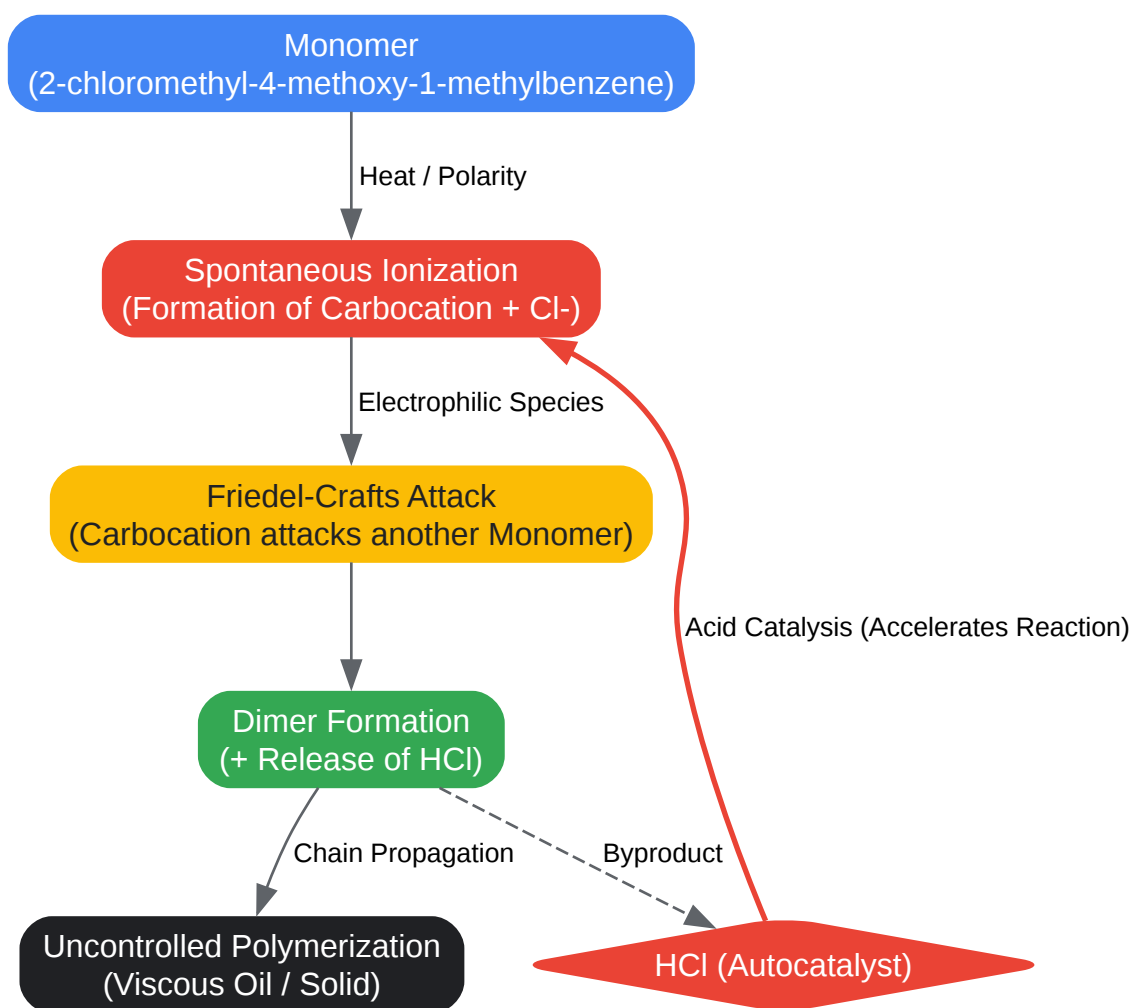 Monomer
(2-chloromethyl-4-methoxy-1-methylbenzene)
Heat / Polarity
Spontaneous Ionization
(Formation of Carbocation + Cl-)
Electrophilic Species
Friedel-Crafts Attack
(Carbocation attacks another Monomer)
Acid Catalysis (Accelerates Reaction)
Dimer Formation
(+ Release of HCl)
Chain Propagation
Byproduct
Uncontrolled Polymerization
(Viscous Oil / Solid)
HCl (Autocatalyst)